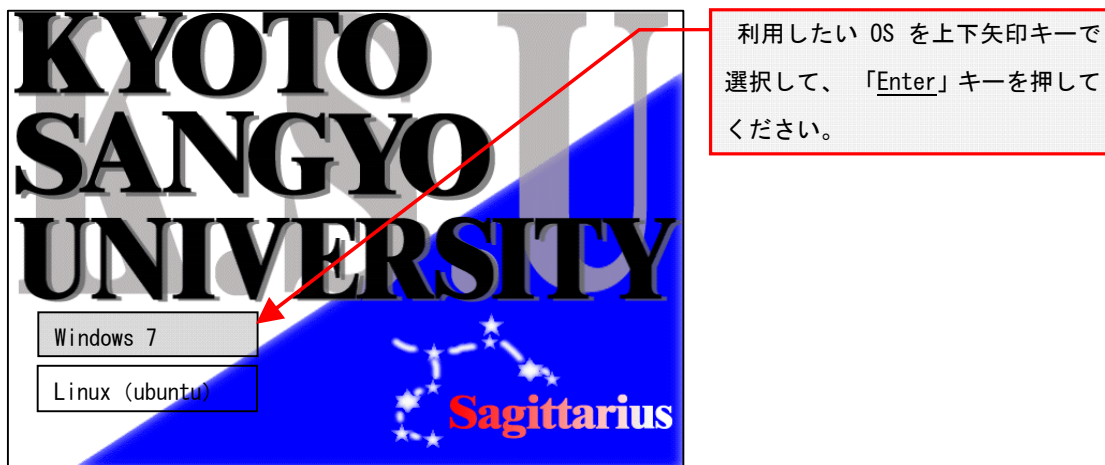 KYOTO
SANGYO
UNIVERSITY
K.S.U
Windows 7
Linux (ubuntu)
Sagittarius
利用したい OS を上下矢印キーで
選択して、 「Enter」キーを押して
ください。